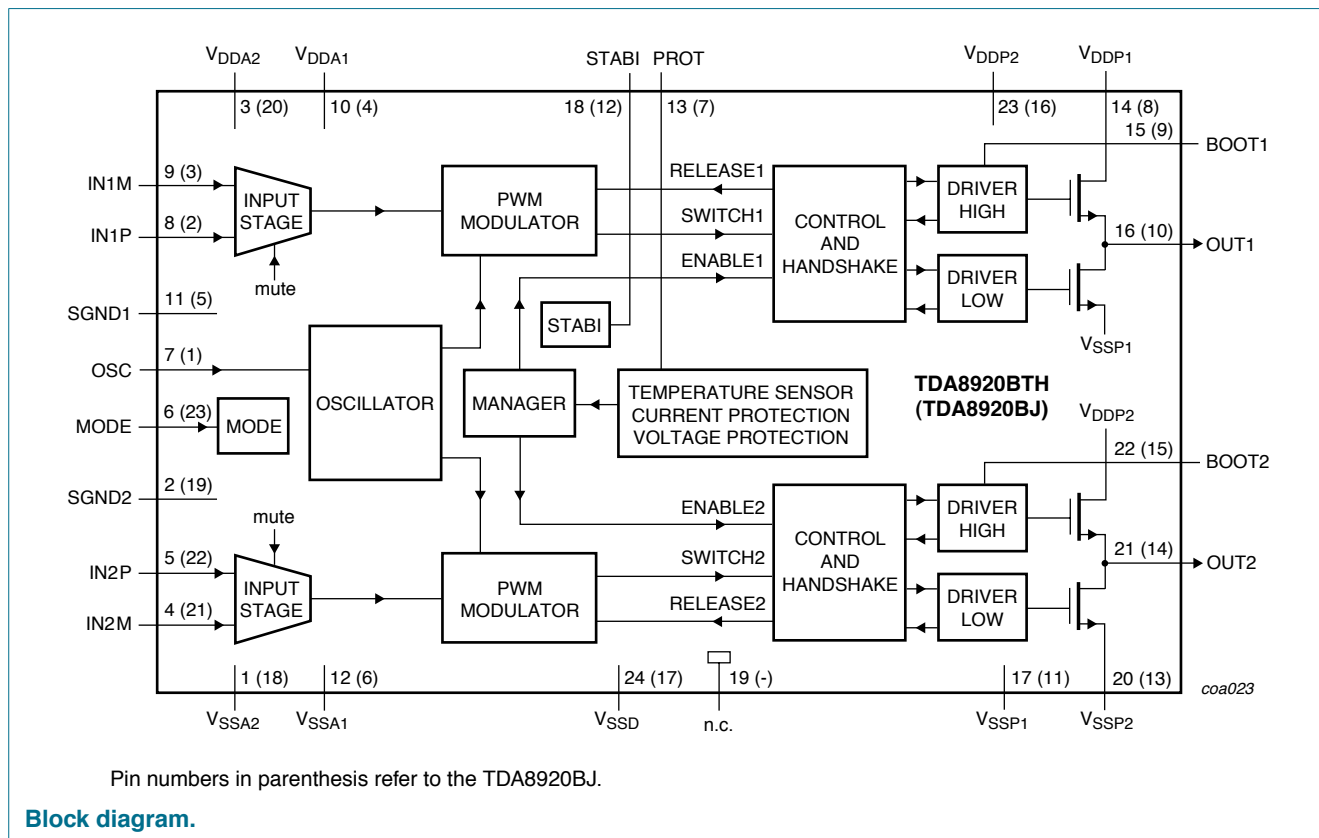 VDDA2
VDDA1
STABI PROT
VDDP2
VDDP1
3 (20)
10 (4)
18 (12)
13 (7)
23 (16)
14 (8)
15 (9)
BOOT1
IN1M
9 (3)
IN1P
8 (2)
INPUT
STAGE
mute
PWM
MODULATOR
RELEASE1
SWITCH1
ENABLE1
CONTROL
AND
HANDSHAKE
DRIVER
HIGH
DRIVER
LOW
16 (10)
OUT1
VSSP1
SGND1
11 (5)
STABI
OSC
7 (1)
OSCILLATOR
MANAGER
TEMPERATURE SENSOR
CURRENT PROTECTION
VOLTAGE PROTECTION
TDA8920BTH
(TDA8920BJ)
MODE
6 (23)
MODE
VDDP2
22 (15)
BOOT2
SGND2
2 (19)
mute
IN2P
5 (22)
IN2M
4 (21)
INPUT
STAGE
PWM
MODULATOR
ENABLE2
SWITCH2
RELEASE2
CONTROL
AND
HANDSHAKE
DRIVER
HIGH
DRIVER
LOW
21 (14)
OUT2
1 (18)
12 (6)
24 (17)
19 (-)
17 (11)
20 (13)
VSSA2
VSSA1
VSSD
n.c.
VSSP1
VSSP2
coa023
Pin numbers in parenthesis refer to the TDA8920BJ.
Block diagram.